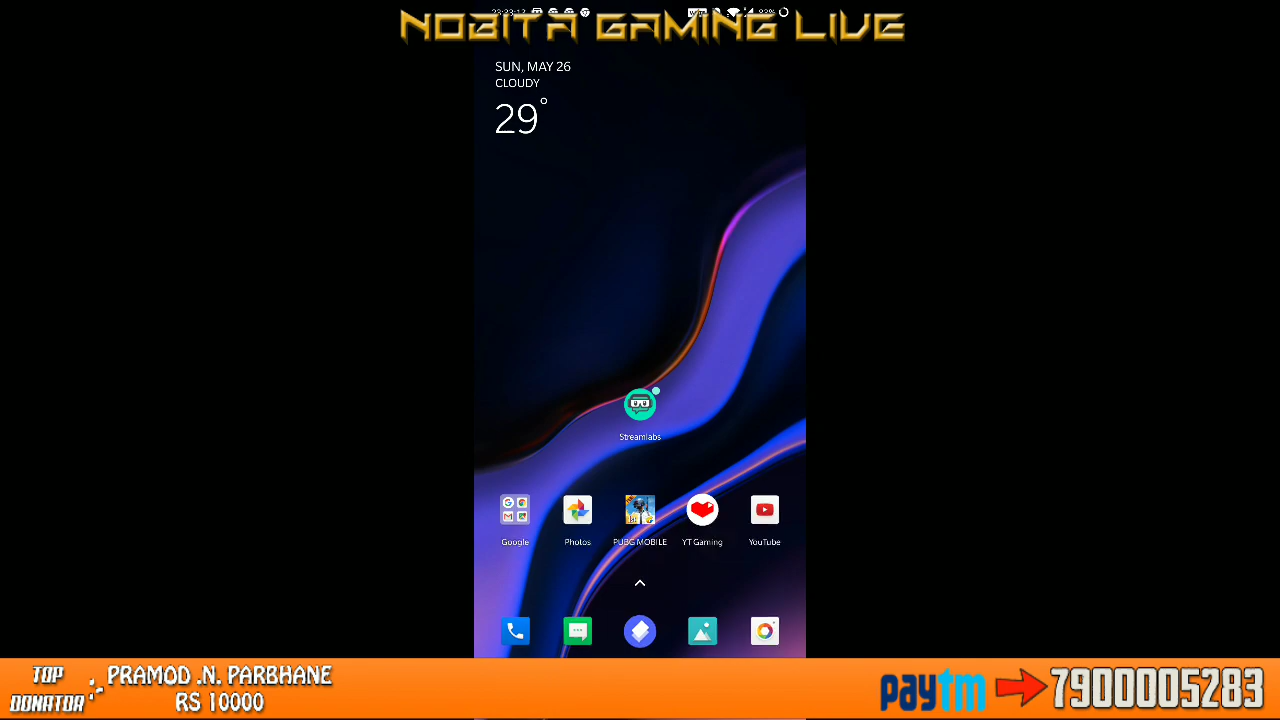 NOBITA GAMING LIVE
SUN, MAY 26
CLOUDY
29°
Streamlabs
Google
Photos
PUBG MOBILE
YT Gaming
YouTube
TOP DONATOR :- PRAMOD .N. PARBHANE
RS 10000
paytm
7900005283